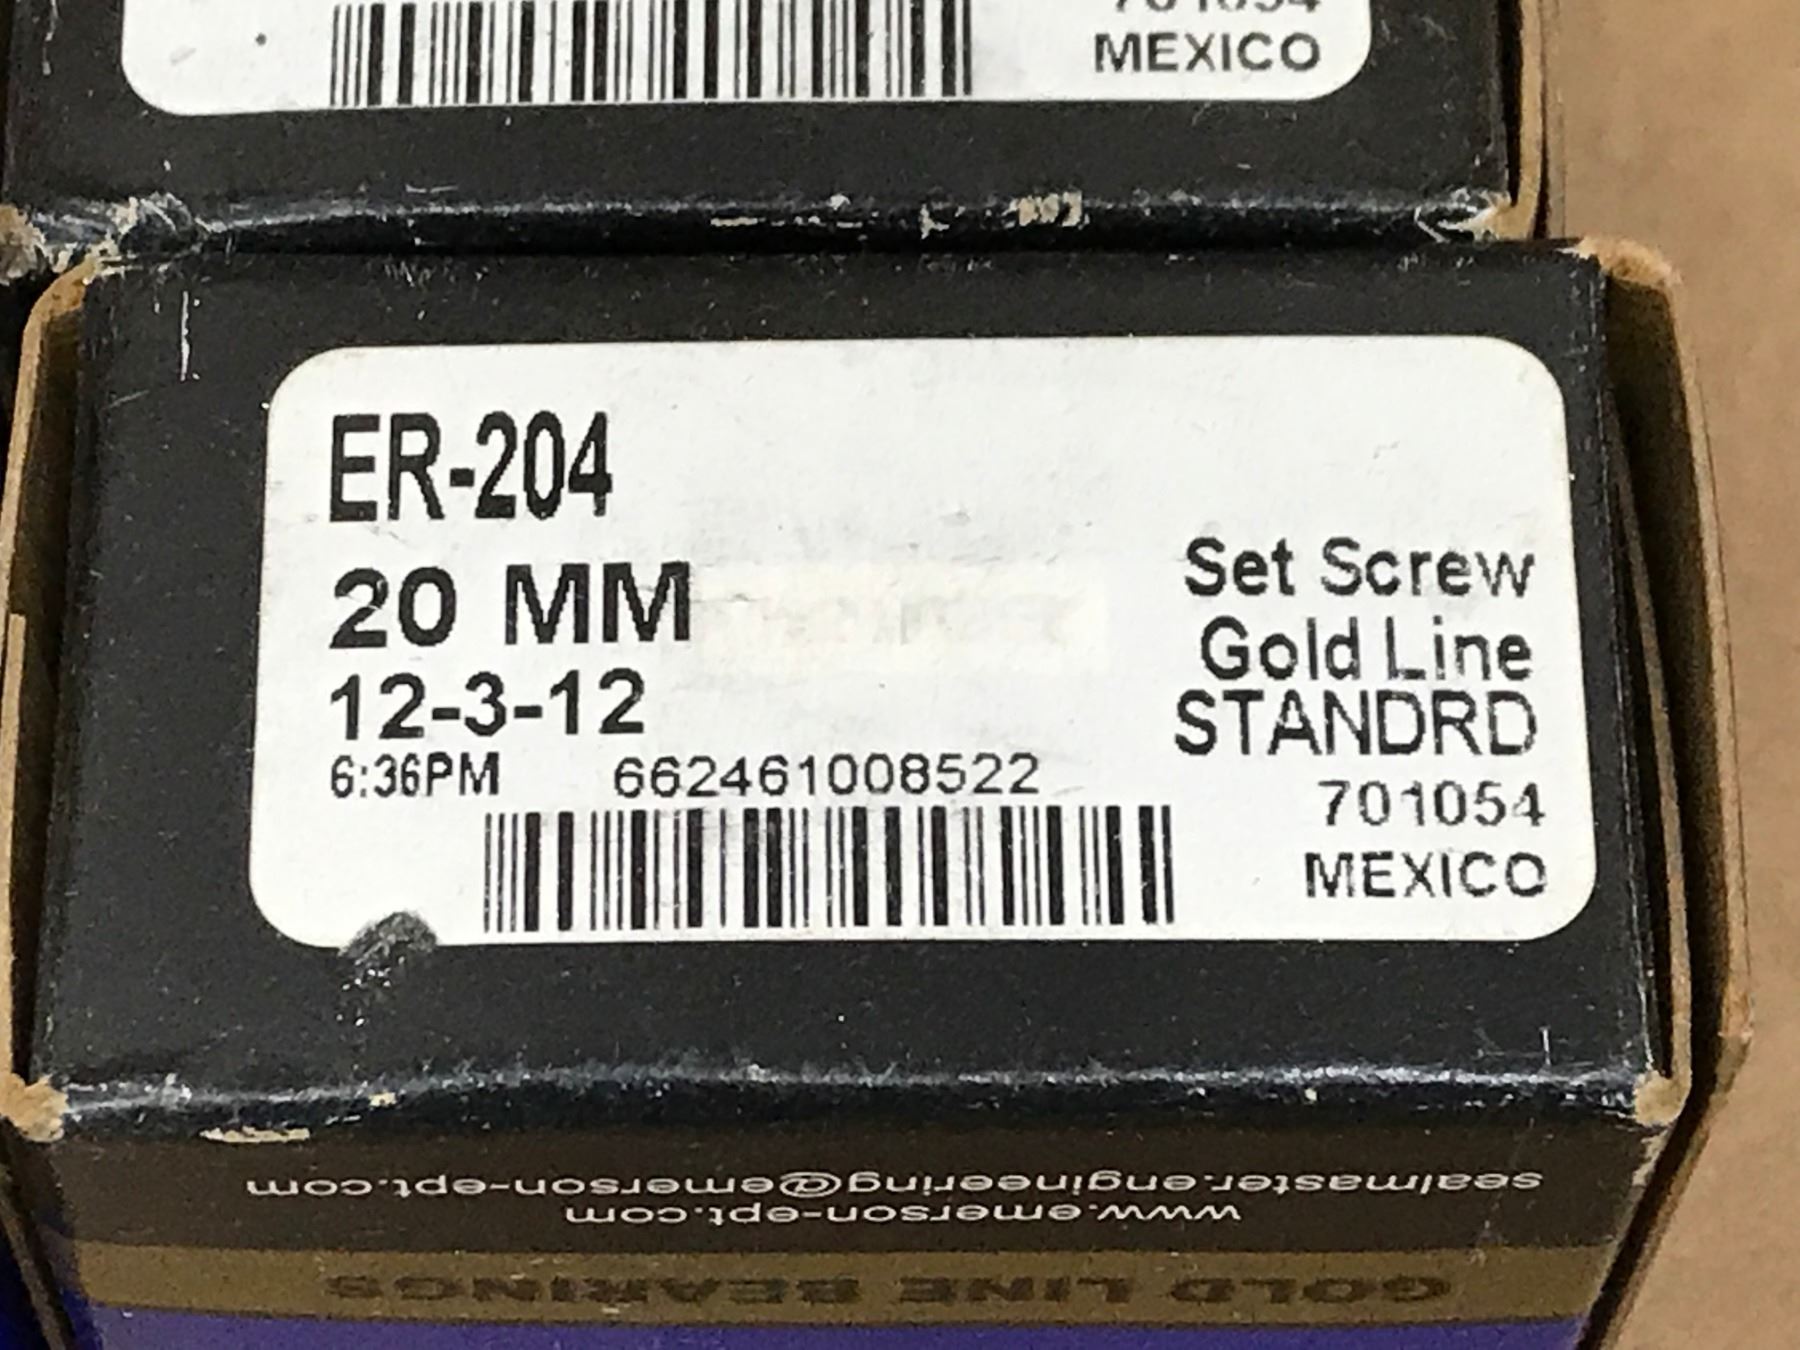 701054
MEXICO
ER-204
20 MM
12-3-12
6:36PM 662461008522
Set Screw
Gold Line
STANDRD
701054
MEXICO
sealmaster.engineering@emerson-ept.com
www.emerson-ept.com
GOLD LINE BEARINGS